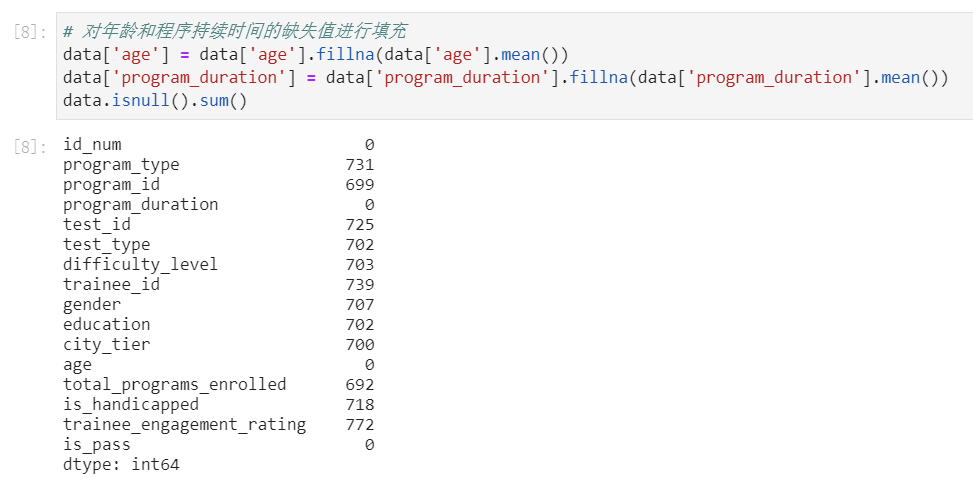 [8]: # 对年龄和程序持续时间的缺失值进行填充
data['age'] = data['age'].fillna(data['age'].mean())
data['program_duration'] = data['program_duration'].fillna(data['program_duration'].mean())
data.isnull().sum()
[8]: id_num 0
program_type 731
program_id 699
program_duration 0
test_id 725
test_type 702
difficulty_level 703
trainee_id 739
gender 707
education 702
city_tier 700
age 0
total_programs_enrolled 692
is_handicapped 718
trainee_engagement_rating 772
is_pass 0
dtype: int64